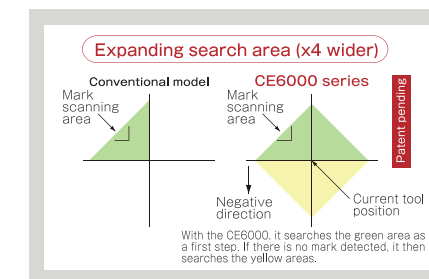 Expanding search area (x4 wider)
Conventional model
CE6000 series
Mark
scanning
area
Mark
scanning
area
Patent pending
Negative
direction
Current tool
position
With the CE6000, it searches the green area as
a first step. If there is no mark detected, it then
searches the yellow areas.